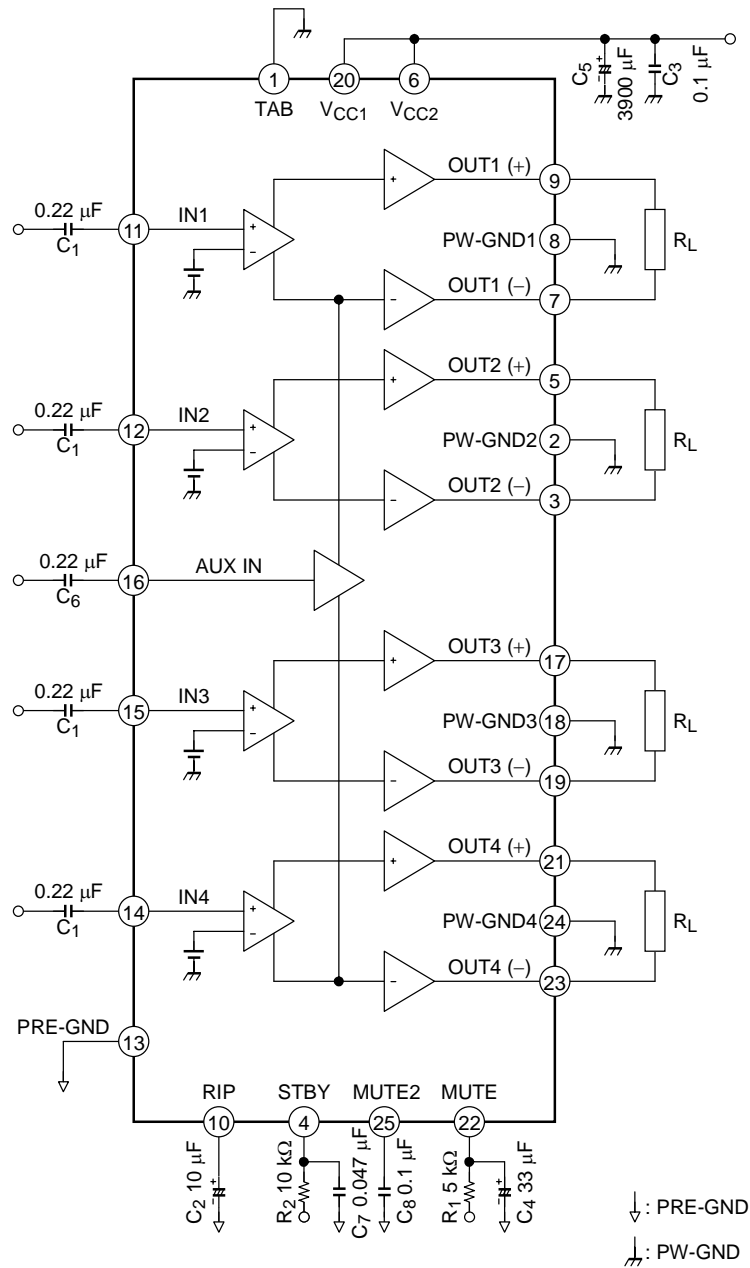 1
TAB
20
VCC1
6
VCC2
C5
3900 μF
C3
0.1 μF
0.22 μF
C1
11
IN1
OUT1 (+)
9
PW-GND1
8
RL
OUT1 (−)
7
0.22 μF
C1
12
IN2
OUT2 (+)
5
PW-GND2
2
RL
OUT2 (−)
3
0.22 μF
C6
16
AUX IN
0.22 μF
C1
15
IN3
OUT3 (+)
17
PW-GND3
18
RL
OUT3 (−)
19
0.22 μF
C1
14
IN4
OUT4 (+)
21
PW-GND4
24
RL
OUT4 (−)
23
PRE-GND
13
RIP
STBY
MUTE2
MUTE
10
4
25
22
C2 10 μF
R2 10 kΩ
C7 0.047 μF
C8 0.1 μF
R1 5 kΩ
C4 33 μF
: PRE-GND
: PW-GND